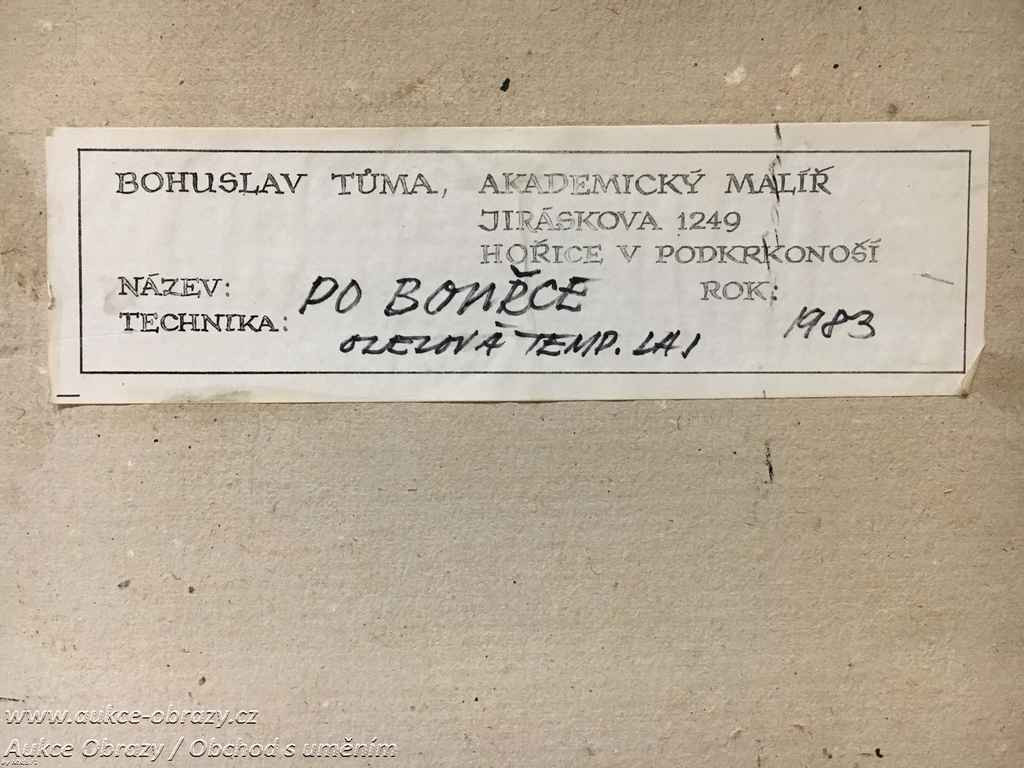 BOHUSLAV TŮMA, AKADEMICKÝ MALÍŘ
JIRÁSKOVA 1249
HOŘICE V PODKRKONOŠÍ
NÁZEV: PO BOUŘCE ROK:
TECHNIKA: 1983
TEMP.
www.aukce-obrazy.cz
Aukce Obrazy / Obchod s uměním